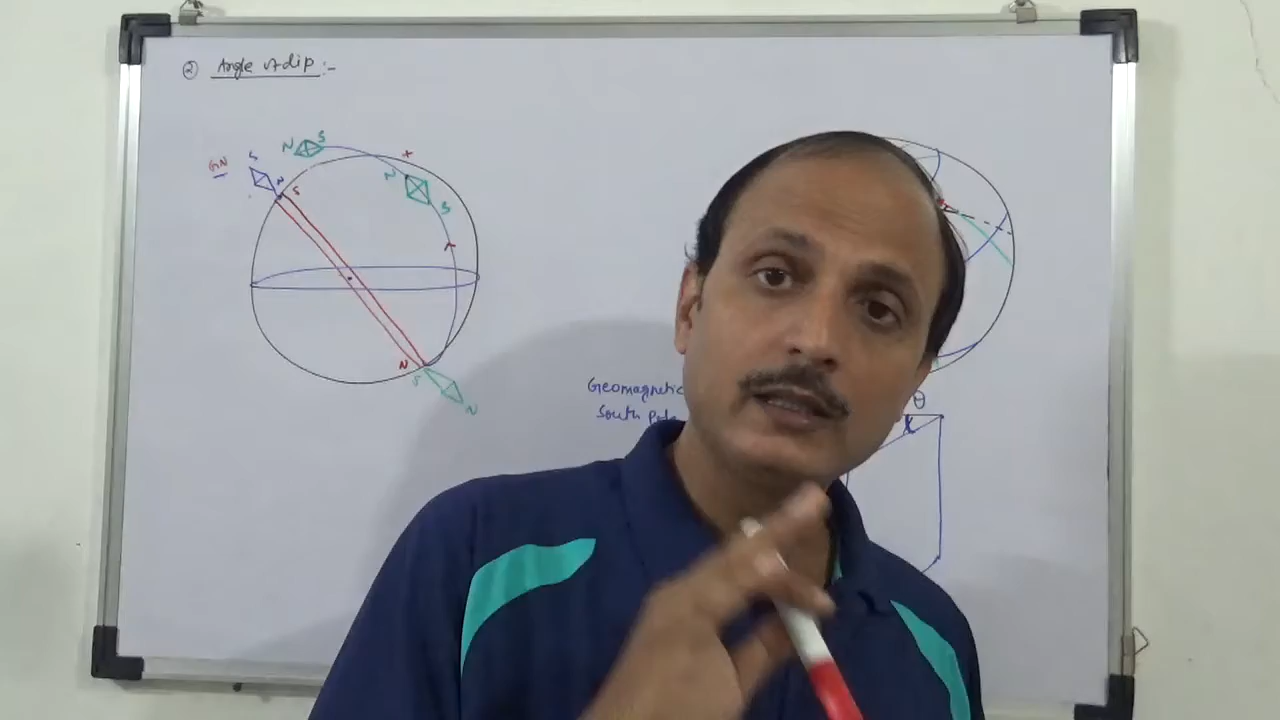 ② Angle of dip :-
N S
GN S
N S
N S
N S
N
Geomagnetic
South Pole
θ